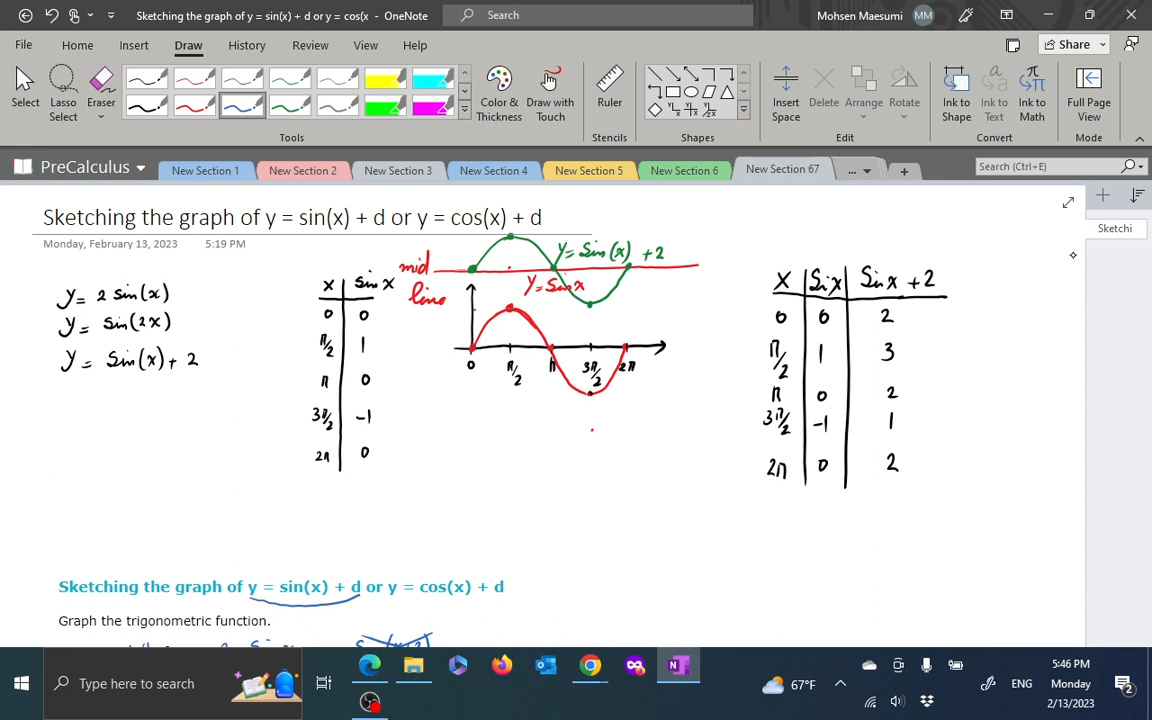 Sketching the graph of y = sin(x) + d or y = cos(x - OneNote
Search
Mohsen Maesumi MM
File Home Insert Draw History Review View Help
Share
Select
Lasso Select
Eraser
Color & Thickness
Draw with Touch
Ruler
Insert Space
Delete
Arrange
Rotate
Ink to Shape
Ink to Text
Ink to Math
Full Page View
Tools Stencils Shapes Edit Convert Mode
PreCalculus
New Section 1 New Section 2 New Section 3 New Section 4 New Section 5 New Section 6 New Section 67 ... +
Search (Ctrl+E)
Sketching the graph of y = sin(x) + d or y = cos(x) + d
Sketchi
Monday, February 13, 2023 5:19 PM
y = 2 sin(x)
y = sin(2x)
y = sin(x) + 2
x sin x
0 0
π/2 1
π 0
3π/2 -1
2π 0
mid line
y = sin(x) + 2
y = sin x
0 π/2 π 3π/2 2π
x Six Six + 2
0 0 2
π/2 1 3
π 0 2
3π/2 -1 1
2π 0 2
Sketching the graph of y = sin(x) + d or y = cos(x) + d
Graph the trigonometric function.
Type here to search
67°F
ENG
5:46 PM
Monday
2/13/2023
2